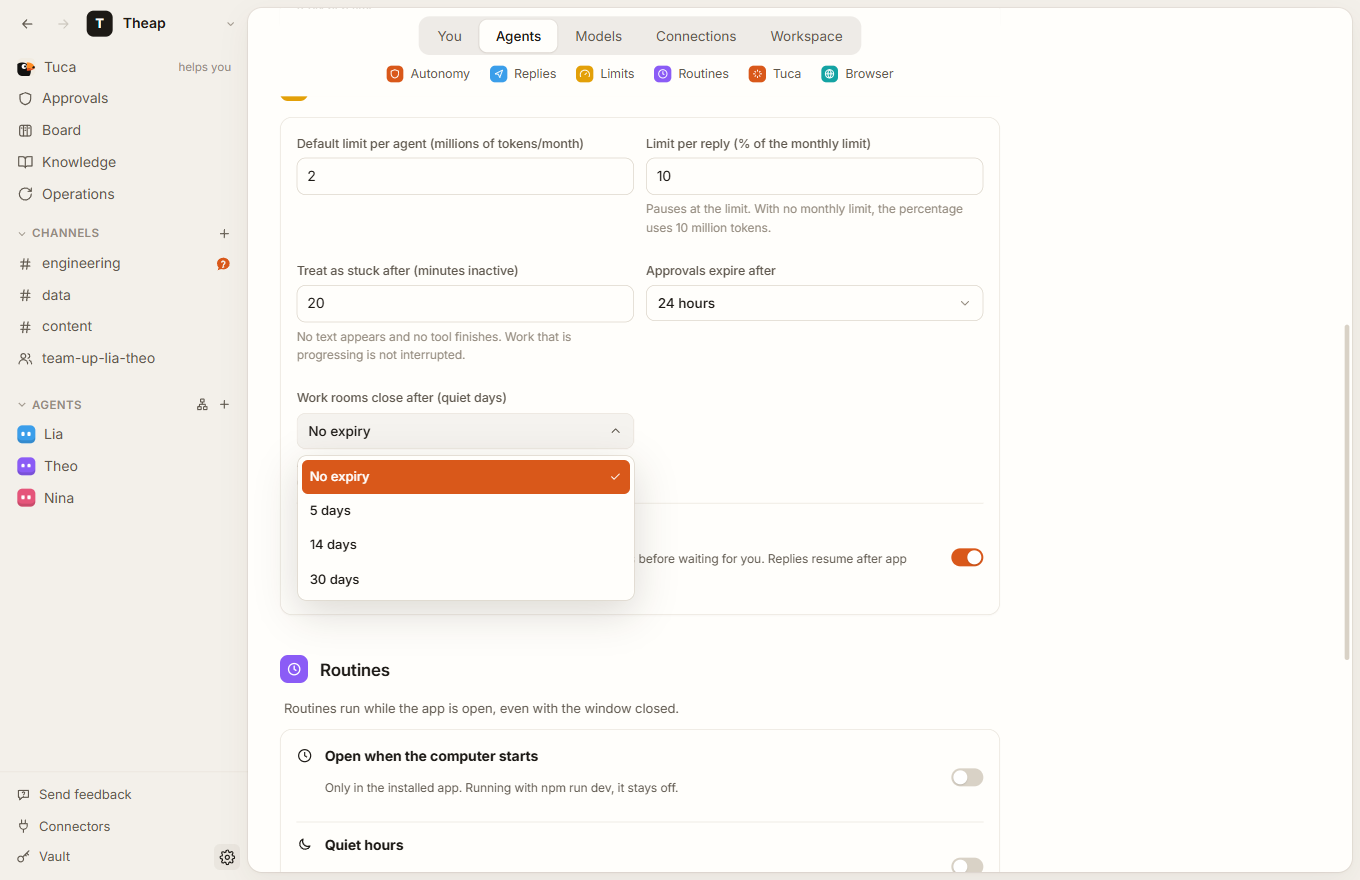 T Theap
Tuca helps you
Approvals
Board
Knowledge
Operations
CHANNELS
engineering
data
content
team-up-lia-theo
AGENTS
Lia
Theo
Nina
Send feedback
Connectors
Vault
You Agents Models Connections Workspace
Autonomy Replies Limits Routines Tuca Browser
Default limit per agent (millions of tokens/month)
2
Limit per reply (% of the monthly limit)
10
Pauses at the limit. With no monthly limit, the percentage
uses 10 million tokens.
Treat as stuck after (minutes inactive)
20
No text appears and no tool finishes. Work that is
progressing is not interrupted.
Approvals expire after
24 hours
Work rooms close after (quiet days)
No expiry
No expiry
5 days
14 days
30 days
before waiting for you. Replies resume after app
Routines
Routines run while the app is open, even with the window closed.
Open when the computer starts
Only in the installed app. Running with npm run dev, it stays off.
Quiet hours